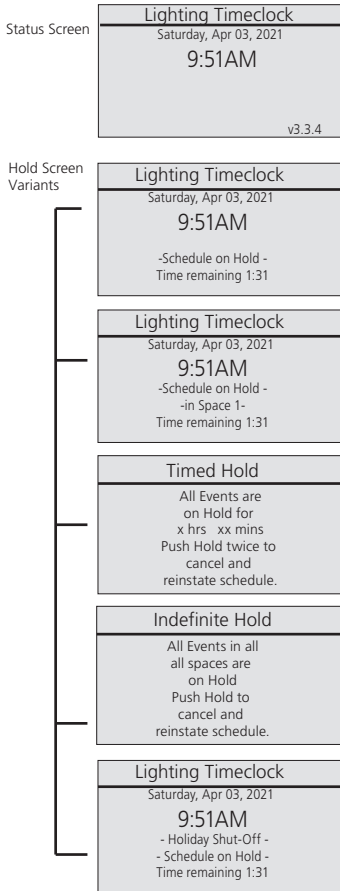 Status Screen
Lighting Timeclock
Saturday, Apr 03, 2021
9:51AM
v3.3.4
Hold Screen
Variants
Lighting Timeclock
Saturday, Apr 03, 2021
9:51AM
-Schedule on Hold -
Time remaining 1:31
Lighting Timeclock
Saturday, Apr 03, 2021
9:51AM
-Schedule on Hold -
-in Space 1-
Time remaining 1:31
Timed Hold
All Events are
on Hold for
x hrs xx mins
Push Hold twice to
cancel and
reinstate schedule.
Indefinite Hold
All Events in all
all spaces are
on Hold
Push Hold to
cancel and
reinstate schedule.
Lighting Timeclock
Saturday, Apr 03, 2021
9:51AM
- Holiday Shut-Off -
- Schedule on Hold -
Time remaining 1:31